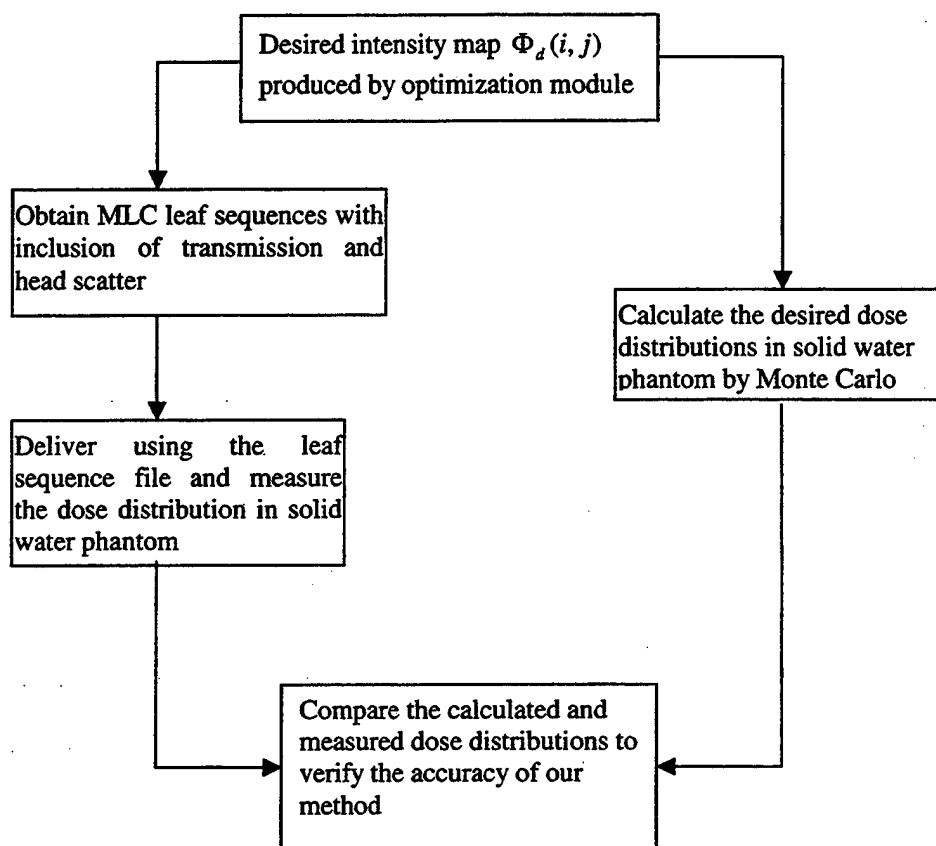 Desired intensity map Φ_d(i, j)
produced by optimization module
Obtain MLC leaf sequences with
inclusion of transmission and
head scatter
Calculate the desired dose
distributions in solid water
phantom by Monte Carlo
Deliver using the leaf
sequence file and measure
the dose distribution in solid
water phantom
Compare the calculated and
measured dose distributions to
verify the accuracy of our
method